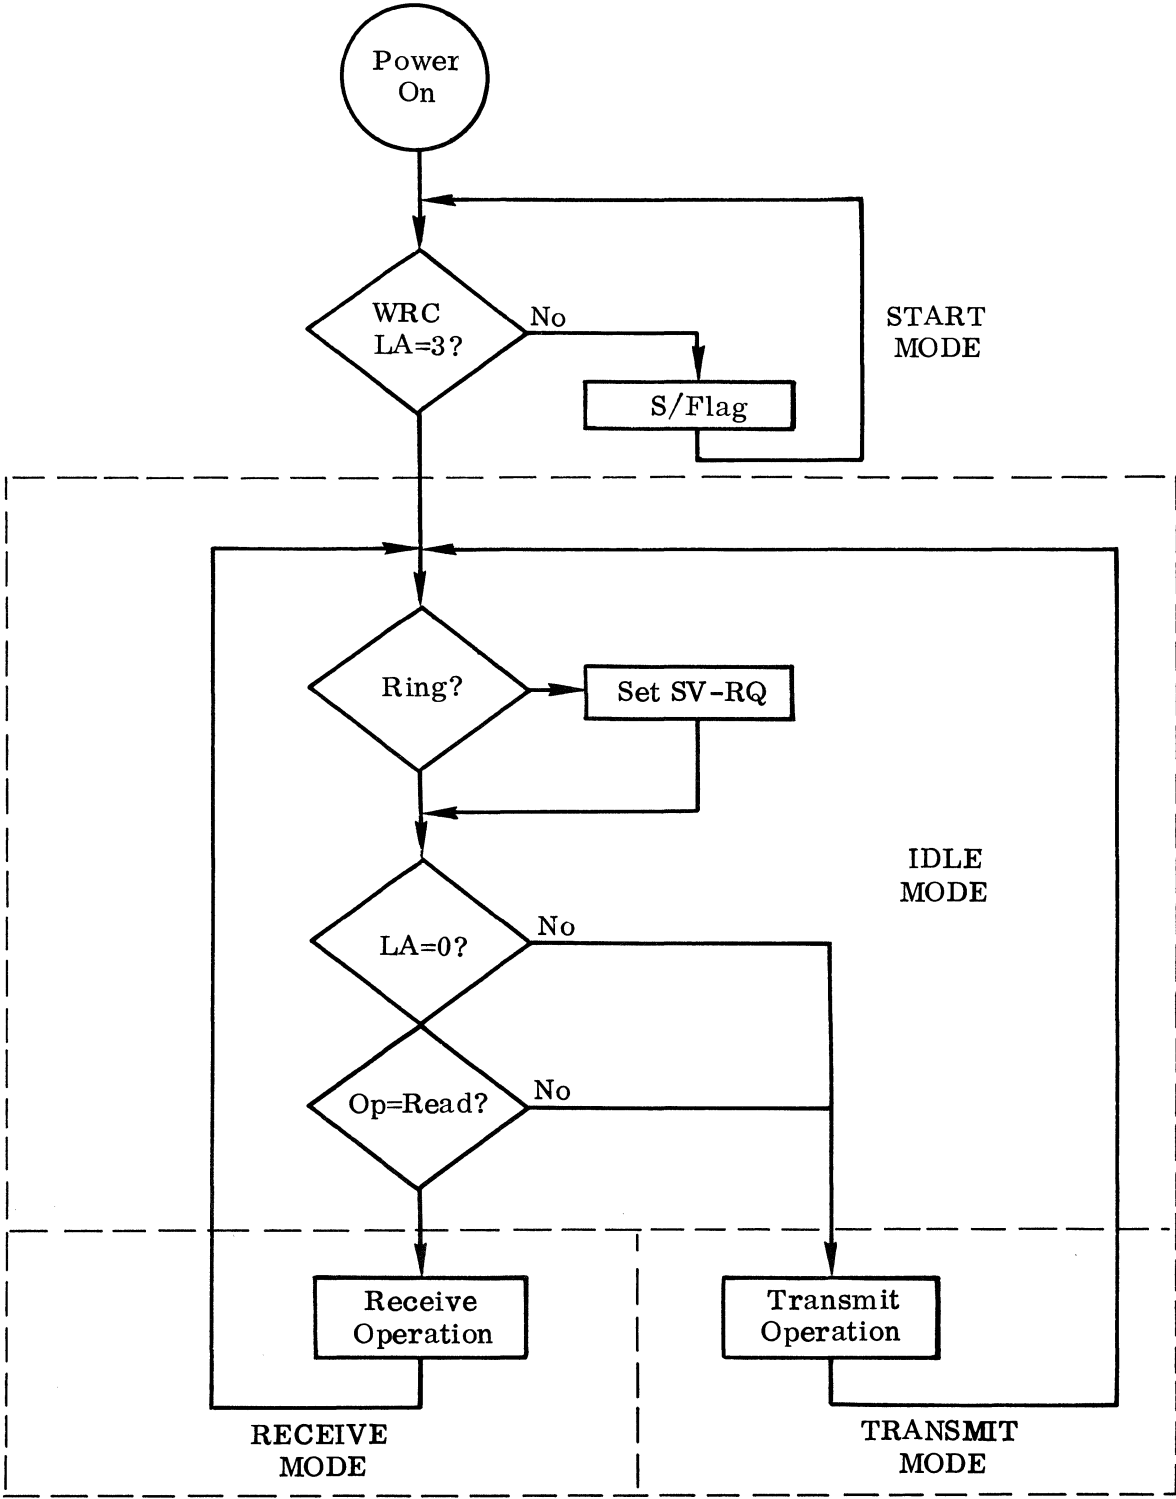 Power
On
WRC
LA=3?
No
S/Flag
START
MODE
Ring?
Set SV-RQ
IDLE
MODE
LA=0?
No
Op=Read?
No
Receive
Operation
Transmit
Operation
RECEIVE
MODE
TRANSMIT
MODE